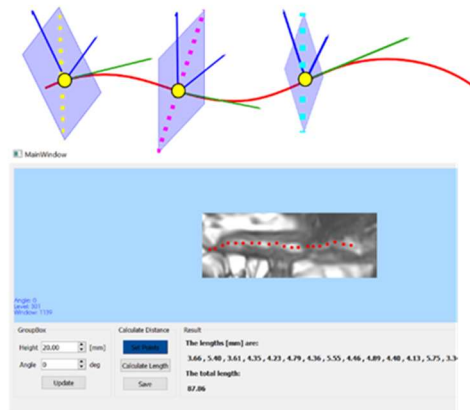 MainWindow
Angle: 0
Level: 501
Window: 1139
GroupBox
Height 20.00 [mm]
Angle 0 deg
Update
Calculate Distance
Set Points
Calculate Length
Save
Result
The lengths [mm] are:
3.66 , 5.40 , 3.61 , 4.35 , 4.23 , 4.79 , 4.36 , 5.55 , 4.46 , 4.89 , 4.40 , 4.13 , 5.75 , 3.3
The total length:
87.06